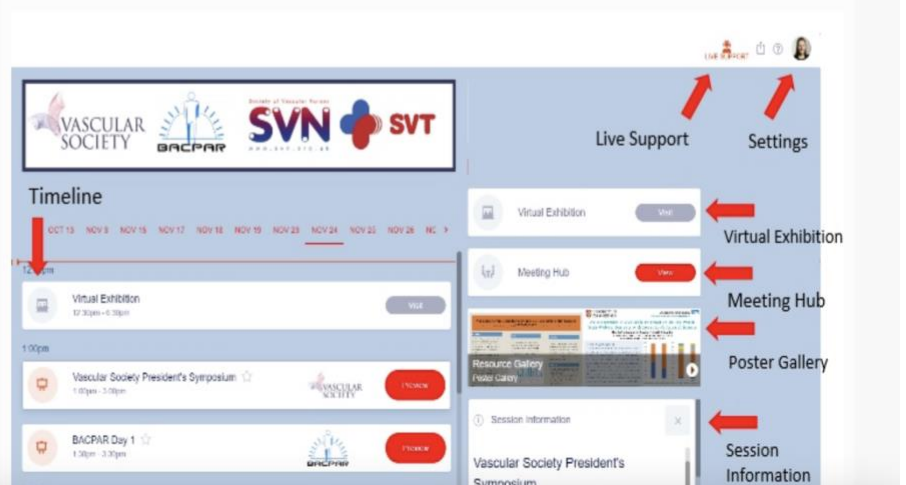 LIVE SUPPORT
Live Support
Settings
VASCULAR
SOCIETY
BACPAR
SVN
SVT
Timeline
OCT 13 NOV 9 NOV 16 NOV 17 NOV 18 NOV 19 NOV 23 NOV 24 NOV 25 NOV 26
Virtual Exhibition
12:30pm - 6:30pm
Visit
1:00pm
Vascular Society President's Symposium
1:00pm - 3:00pm
VASCULAR
SOCIETY
Preview
BACPAR Day 1
1:30pm - 3:30pm
BACPAR
Preview
Virtual Exhibition
Visit
Virtual Exhibition
Meeting Hub
View
Meeting Hub
Resource Gallery
Poster Gallery
Poster Gallery
Session Information
Vascular Society President's
Symposium
Session
Information